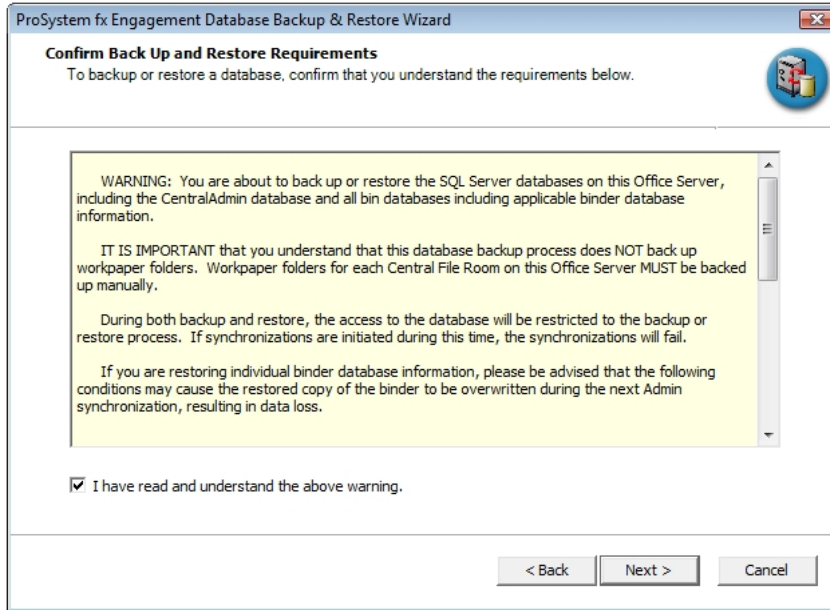 ProSystem fx Engagement Database Backup & Restore Wizard
Confirm Back Up and Restore Requirements
To backup or restore a database, confirm that you understand the requirements below.
WARNING: You are about to back up or restore the SQL Server databases on this Office Server,
including the CentralAdmin database and all bin databases including applicable binder database
information.
IT IS IMPORTANT that you understand that this database backup process does NOT back up
workpaper folders. Workpaper folders for each Central File Room on this Office Server MUST be backed
up manually.
During both backup and restore, the access to the database will be restricted to the backup or
restore process. If synchronizations are initiated during this time, the synchronizations will fail.
If you are restoring individual binder database information, please be advised that the following
conditions may cause the restored copy of the binder to be overwritten during the next Admin
synchronization, resulting in data loss.
I have read and understand the above warning.
< Back
Next >
Cancel